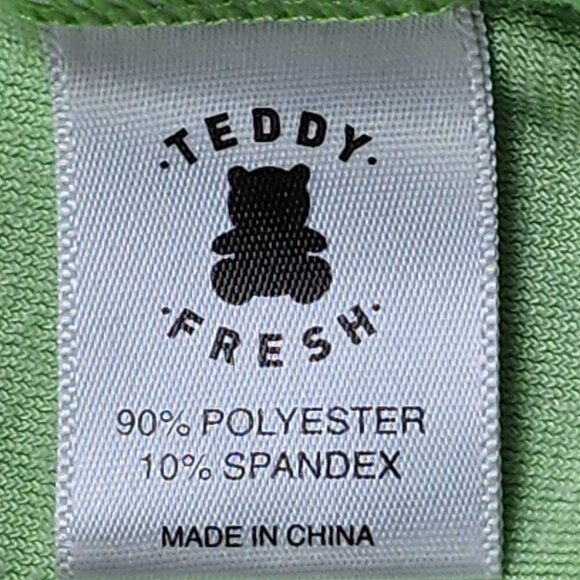 ·TEDDY·
·FRESH·
90% POLYESTER
10% SPANDEX
MADE IN CHINA